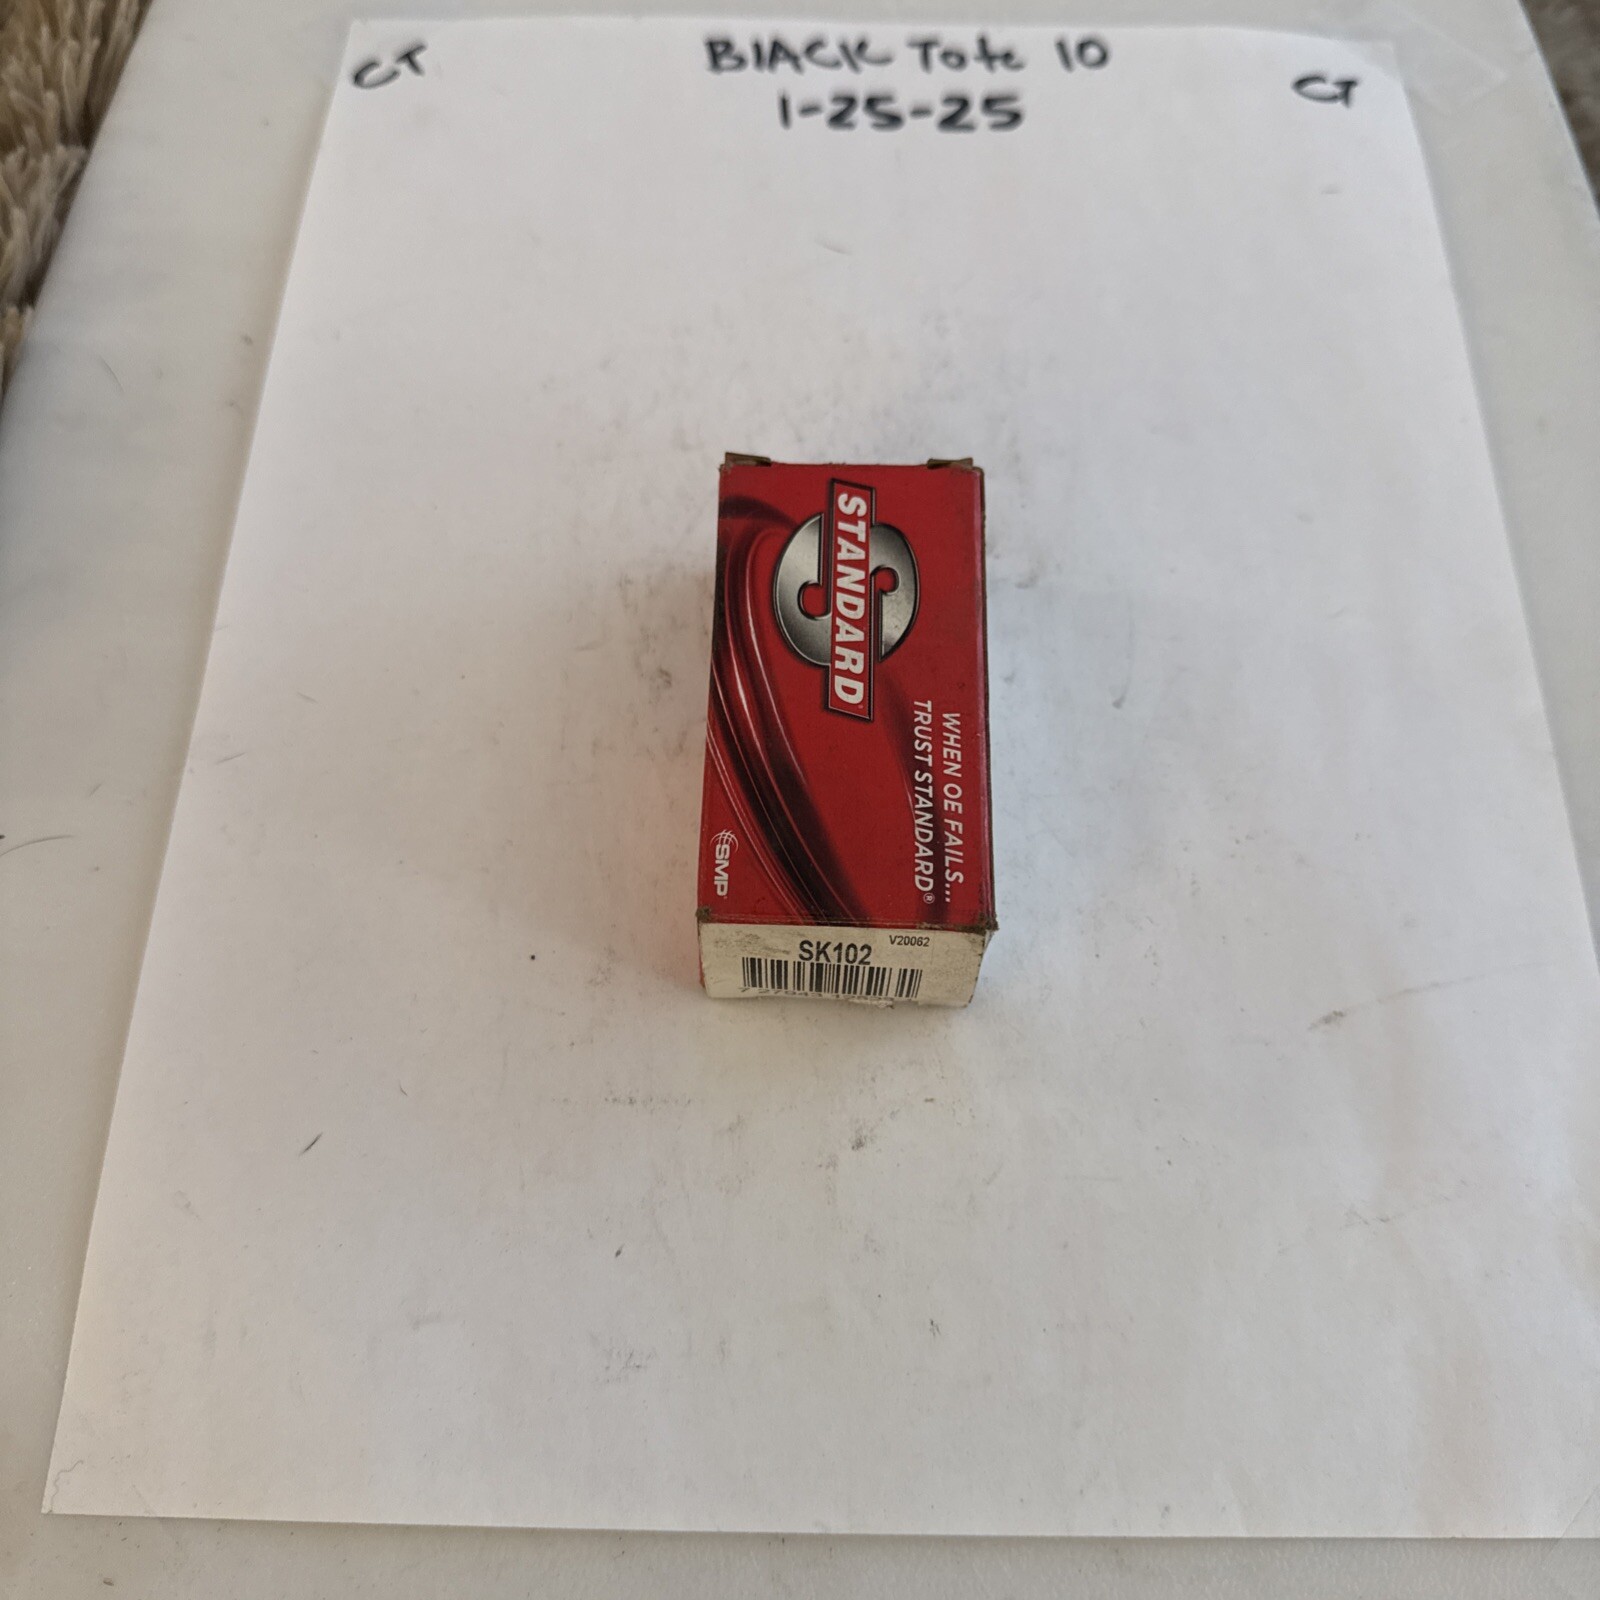 CT
BlACK Tote 10
CT
1-25-25
STANDARD
WHEN OE FAILS...
TRUST STANDARD®
SMP
SK102
V20062